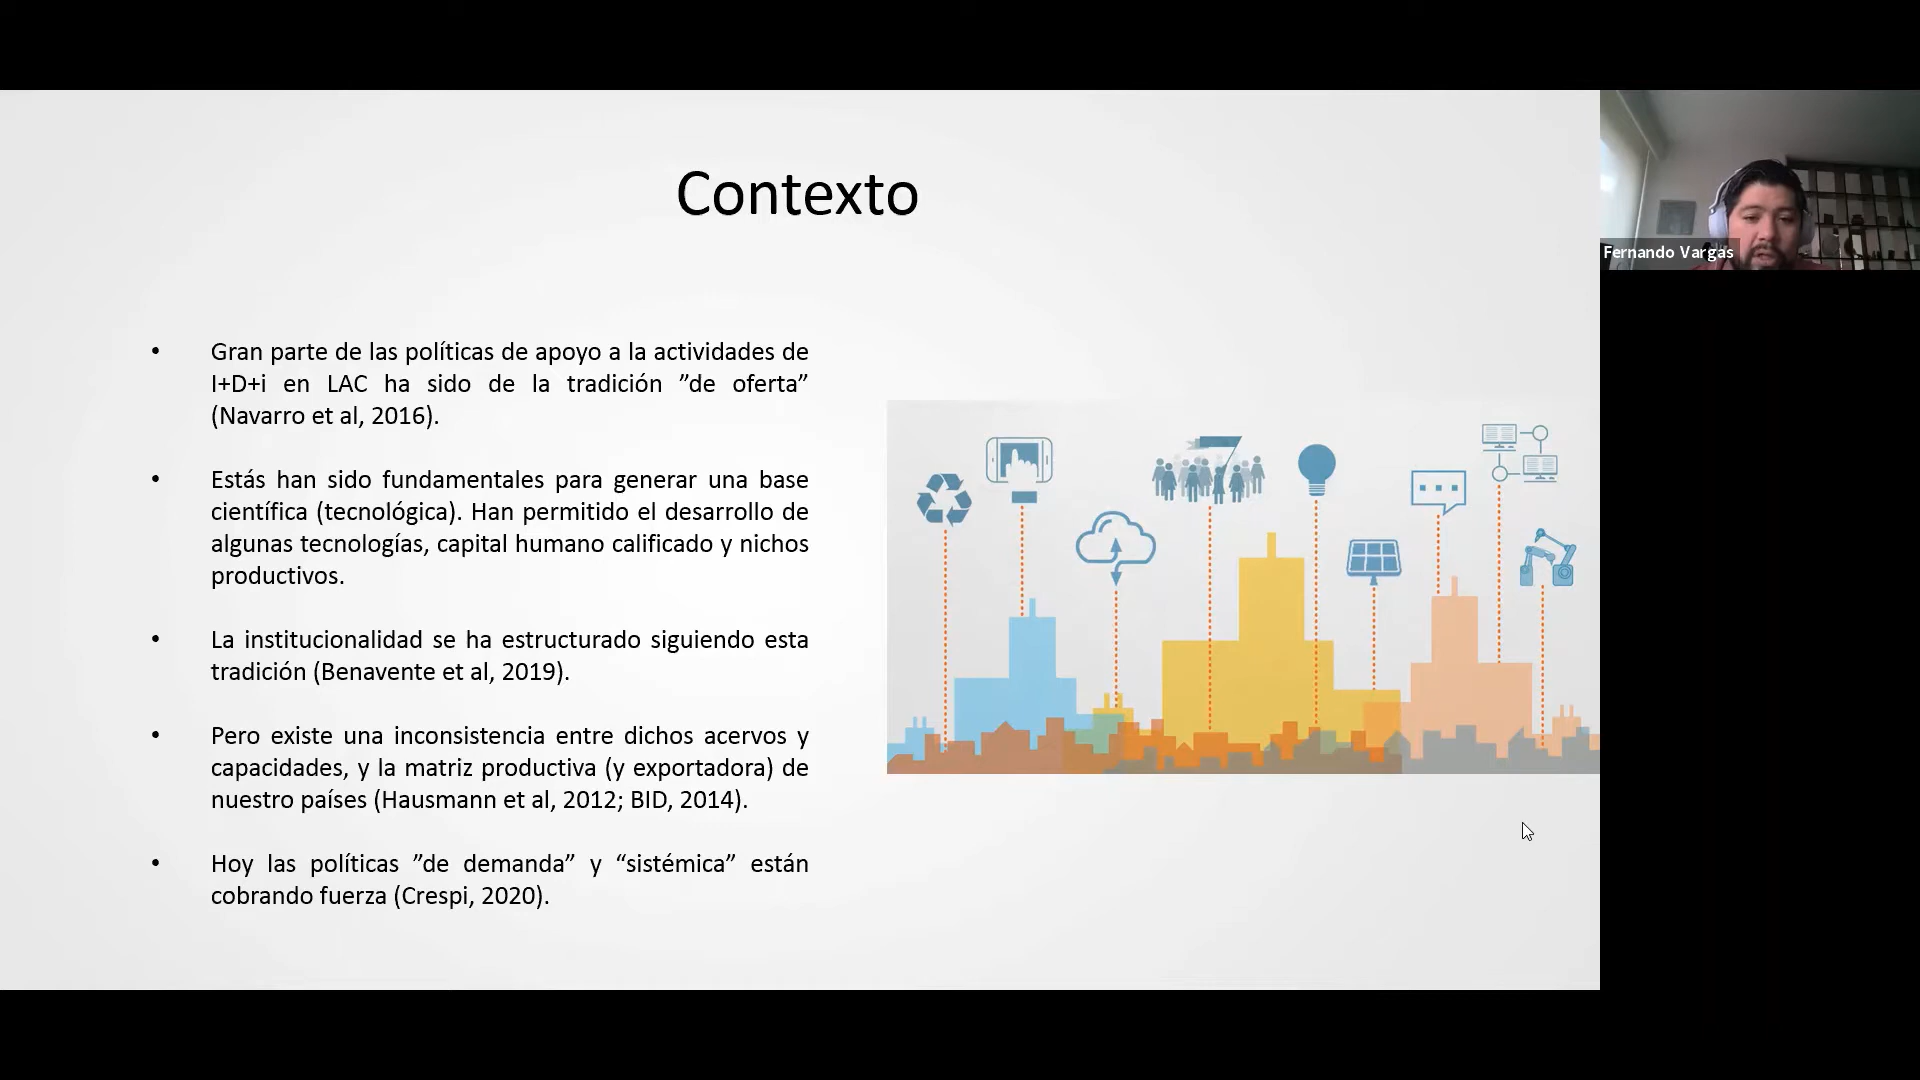 Contexto
• Gran parte de las políticas de apoyo a la actividades de
I+D+i en LAC ha sido de la tradición ”de oferta”
(Navarro et al, 2016).
• Estás han sido fundamentales para generar una base
científica (tecnológica). Han permitido el desarrollo de
algunas tecnologías, capital humano calificado y nichos
productivos.
• La institucionalidad se ha estructurado siguiendo esta
tradición (Benavente et al, 2019).
• Pero existe una inconsistencia entre dichos acervos y
capacidades, y la matriz productiva (y exportadora) de
nuestro países (Hausmann et al, 2012; BID, 2014).
• Hoy las políticas ”de demanda” y “sistémica” están
cobrando fuerza (Crespi, 2020).
Fernando Vargas